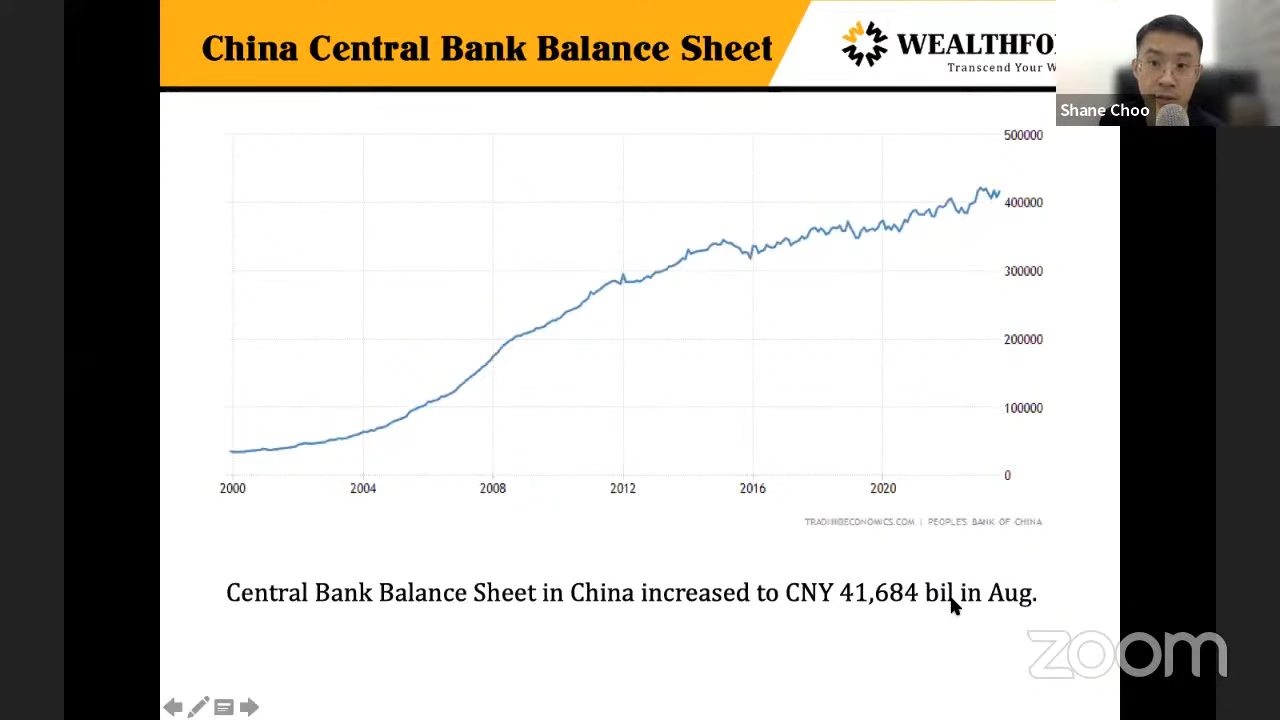 China Central Bank Balance Sheet
WEALTHFO
Transcend Your W
Shane Choo
500000
400000
300000
200000
100000
0
2000 2004 2008 2012 2016 2020
TRADINGECONOMICS.COM | PEOPLE'S BANK OF CHINA
Central Bank Balance Sheet in China increased to CNY 41,684 bil in Aug.
zoom